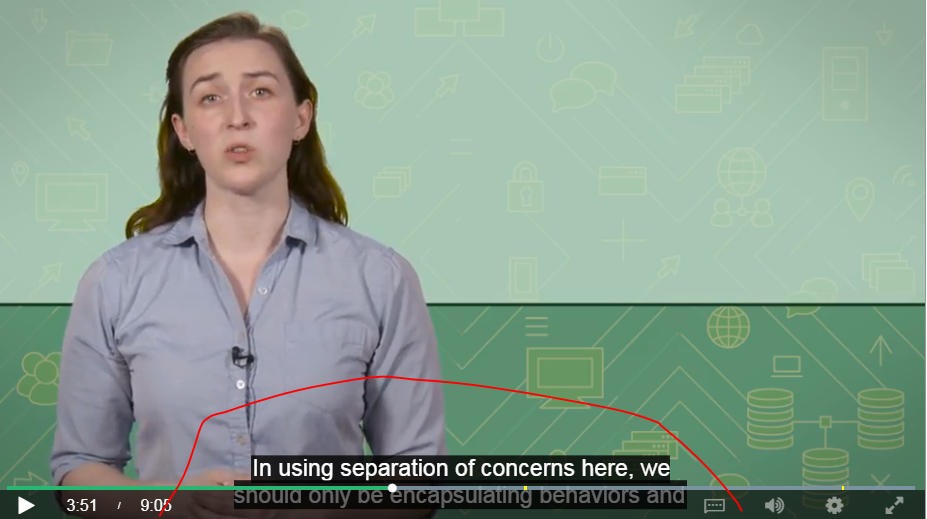 In using separation of concerns here, we
should only be encapsulating behaviors and
3:51 / 9:05